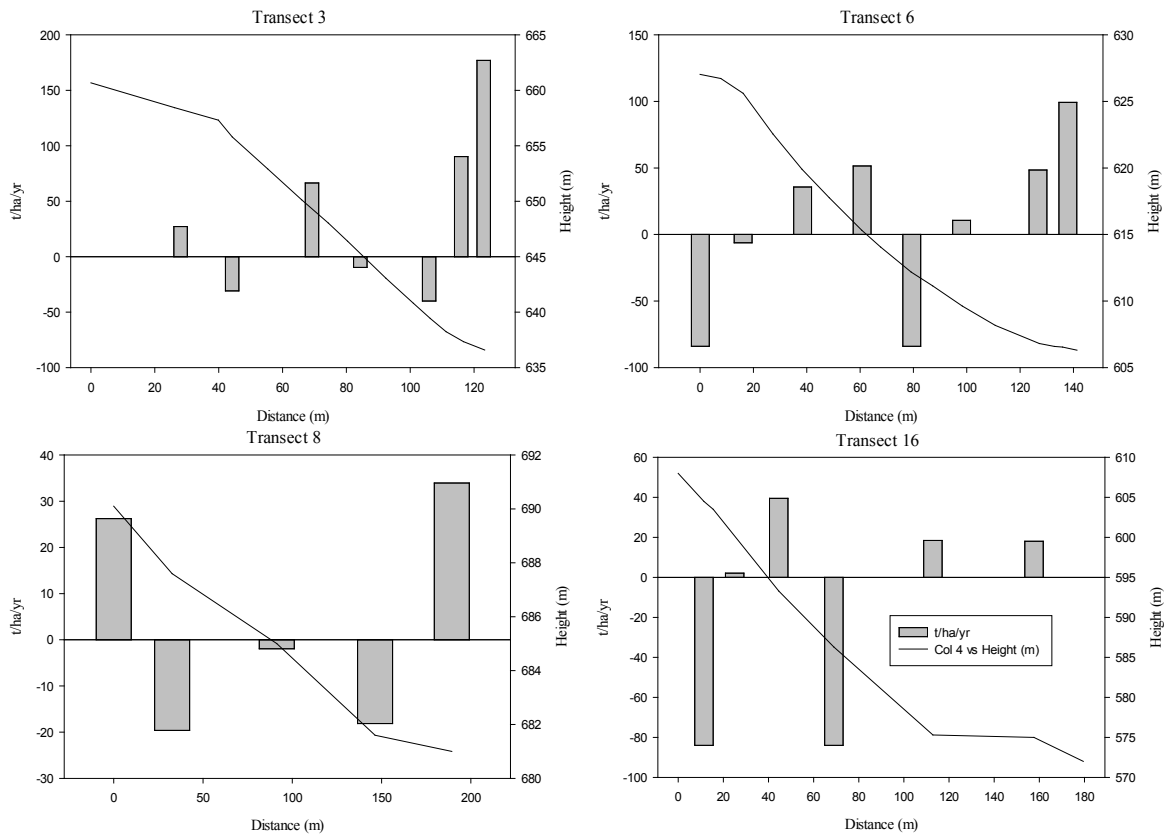 Transect 3
200
150
100
50
0
-50
-100
t/ha/yr
665
660
655
650
645
640
635
Height (m)
0 20 40 60 80 100 120
Distance (m)
Transect 6
150
100
50
0
-50
-100
t/ha/yr
630
625
620
615
610
605
Height (m)
0 20 40 60 80 100 120 140
Distance (m)
Transect 8
40
30
20
10
0
-10
-20
-30
t/ha/yr
692
690
688
686
684
682
680
Height (m)
0 50 100 150 200
Distance (m)
Transect 16
60
40
20
0
-20
-40
-60
-80
-100
t/ha/yr
610
605
600
595
590
585
580
575
570
Height (m)
t/ha/yr
Col 4 vs Height (m)
0 20 40 60 80 100 120 140 160 180
Distance (m)